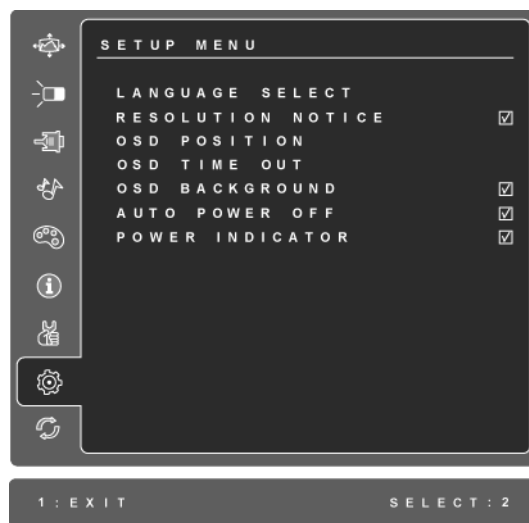 SETUP MENU
LANGUAGE SELECT
RESOLUTION NOTICE
OSD POSITION
OSD TIME OUT
OSD BACKGROUND
AUTO POWER OFF
POWER INDICATOR
1:EXIT SELECT:2